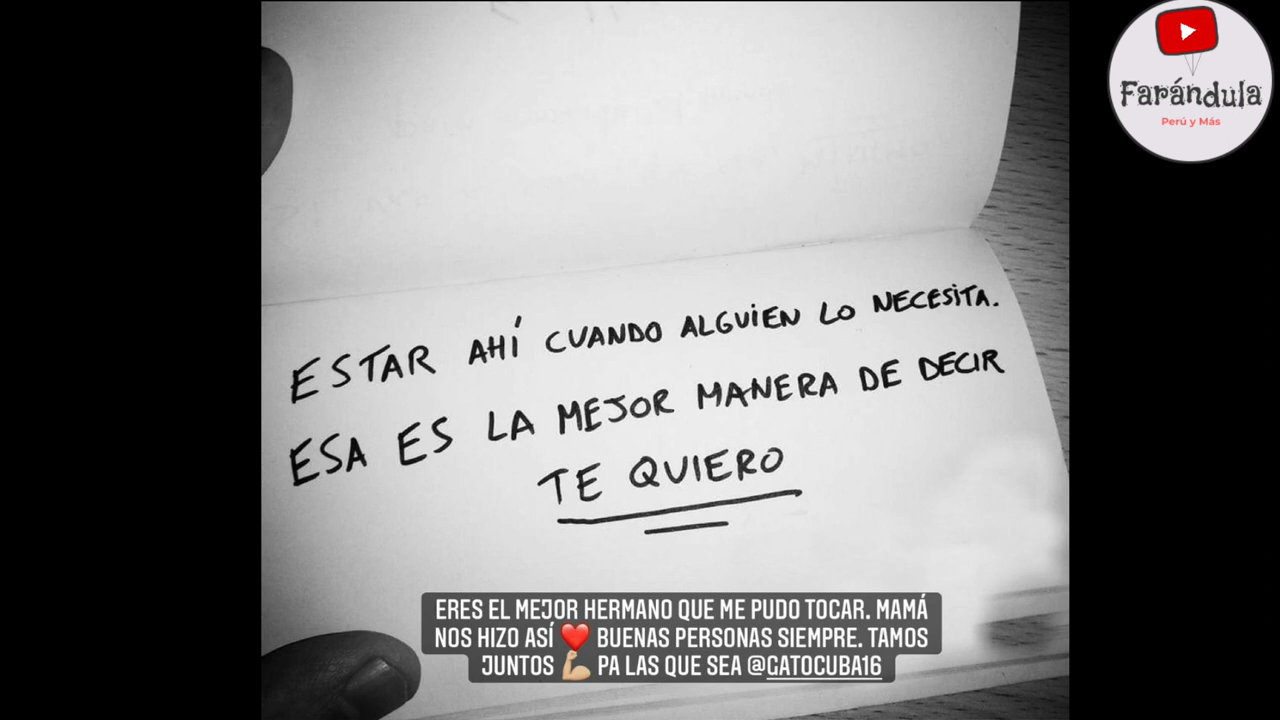 Farándula
Perú y Más
ESTAR AHÍ CUANDO ALGUIEN LO NECESITA.
ESA ES LA MEJOR MANERA DE DECIR
TE QUIERO
ERES EL MEJOR HERMANO QUE ME PUDO TOCAR. MAMÁ
NOS HIZO ASÍ ❤️ BUENAS PERSONAS SIEMPRE. TAMOS
JUNTOS 💪🏼 PA LAS QUE SEA @GATOCUBA16